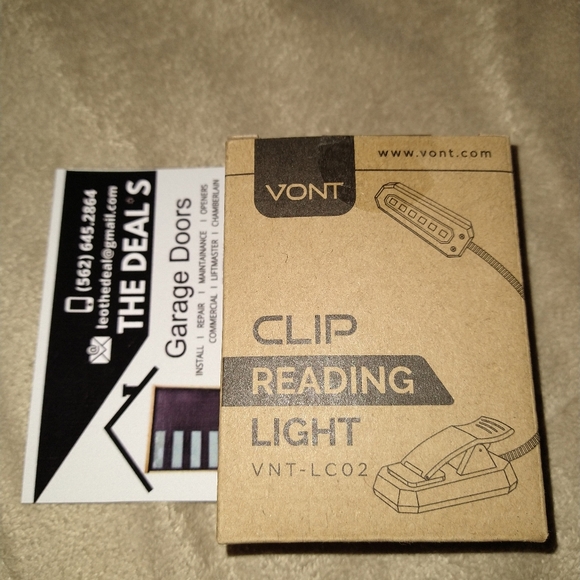 VONT
www.vont.com
CLIP
READING
LIGHT
VNT-LC02
(562) 645.2864
leothedeal@gmail.com
THE DEAL'S
Garage Doors
INSTALL I REPAIR I MAINTAINANCE I OPENERS
COMMERCIAL I LIFTMASTER I CHAMBERLAIN